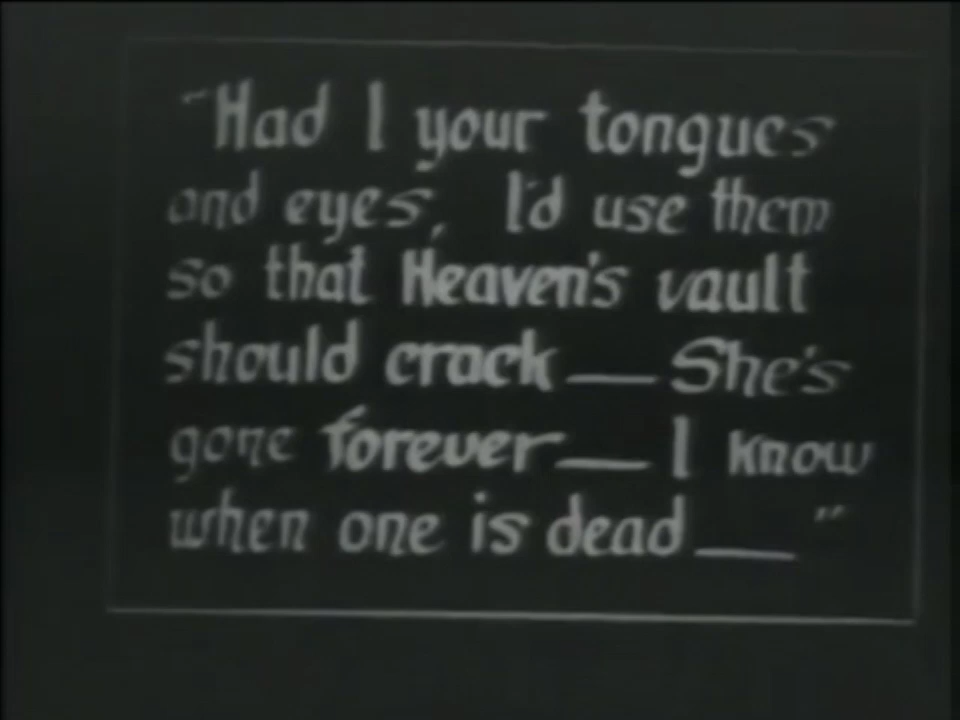 "Had I your tongues
and eyes, I'd use them
so that Heaven's vault
should crack — She's
gone forever — I know
when one is dead — "